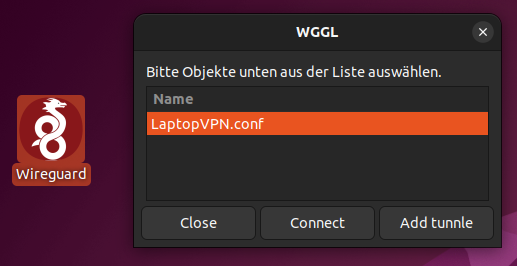 WGGL
Bitte Objekte unten aus der Liste auswählen.
Name
LaptopVPN.conf
Wireguard
Close
Connect
Add tunnle